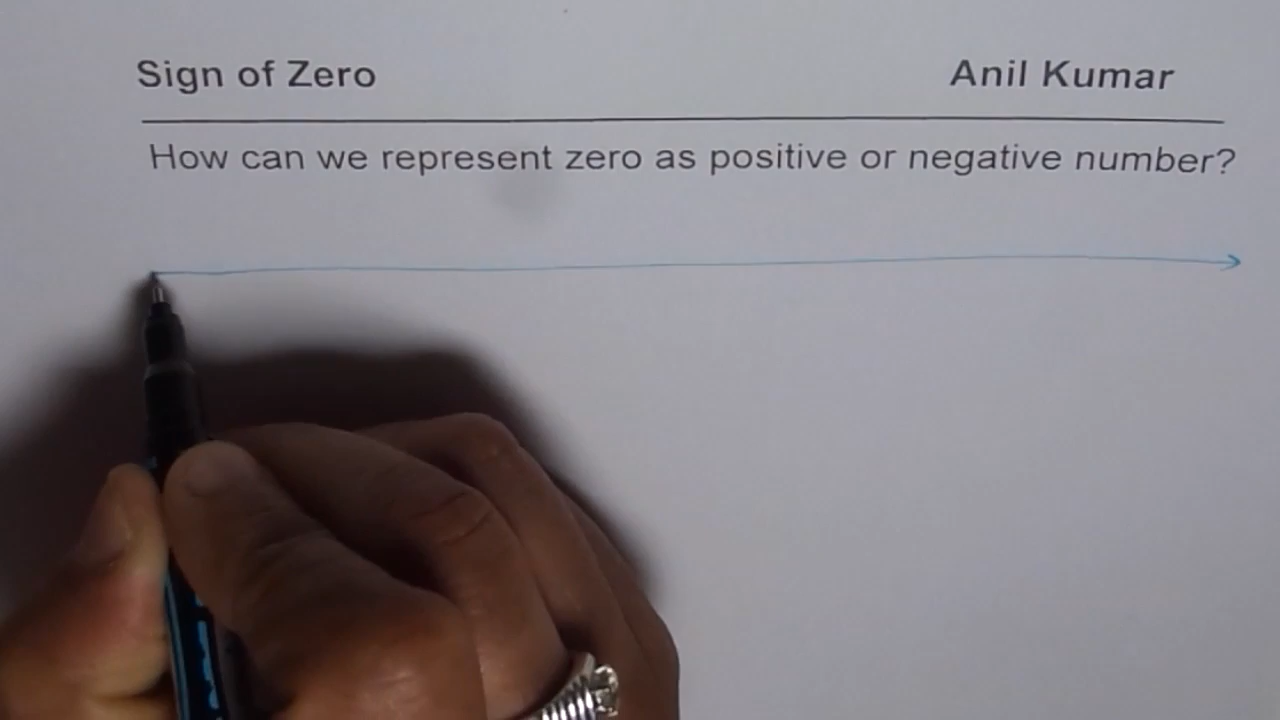 Sign of Zero Anil Kumar
How can we represent zero as positive or negative number?